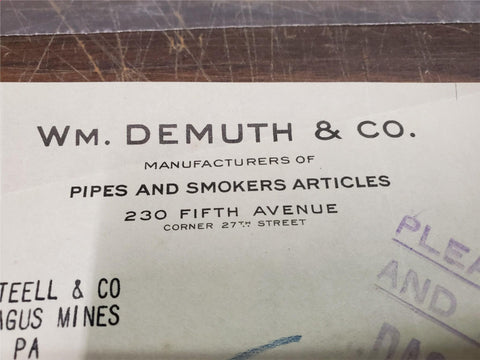 WM. DEMUTH & CO.
MANUFACTURERS OF
PIPES AND SMOKERS ARTICLES
230 FIFTH AVENUE
CORNER 27TH STREET
TEELL & CO
AGUS MINES
PA
PLEA
AND